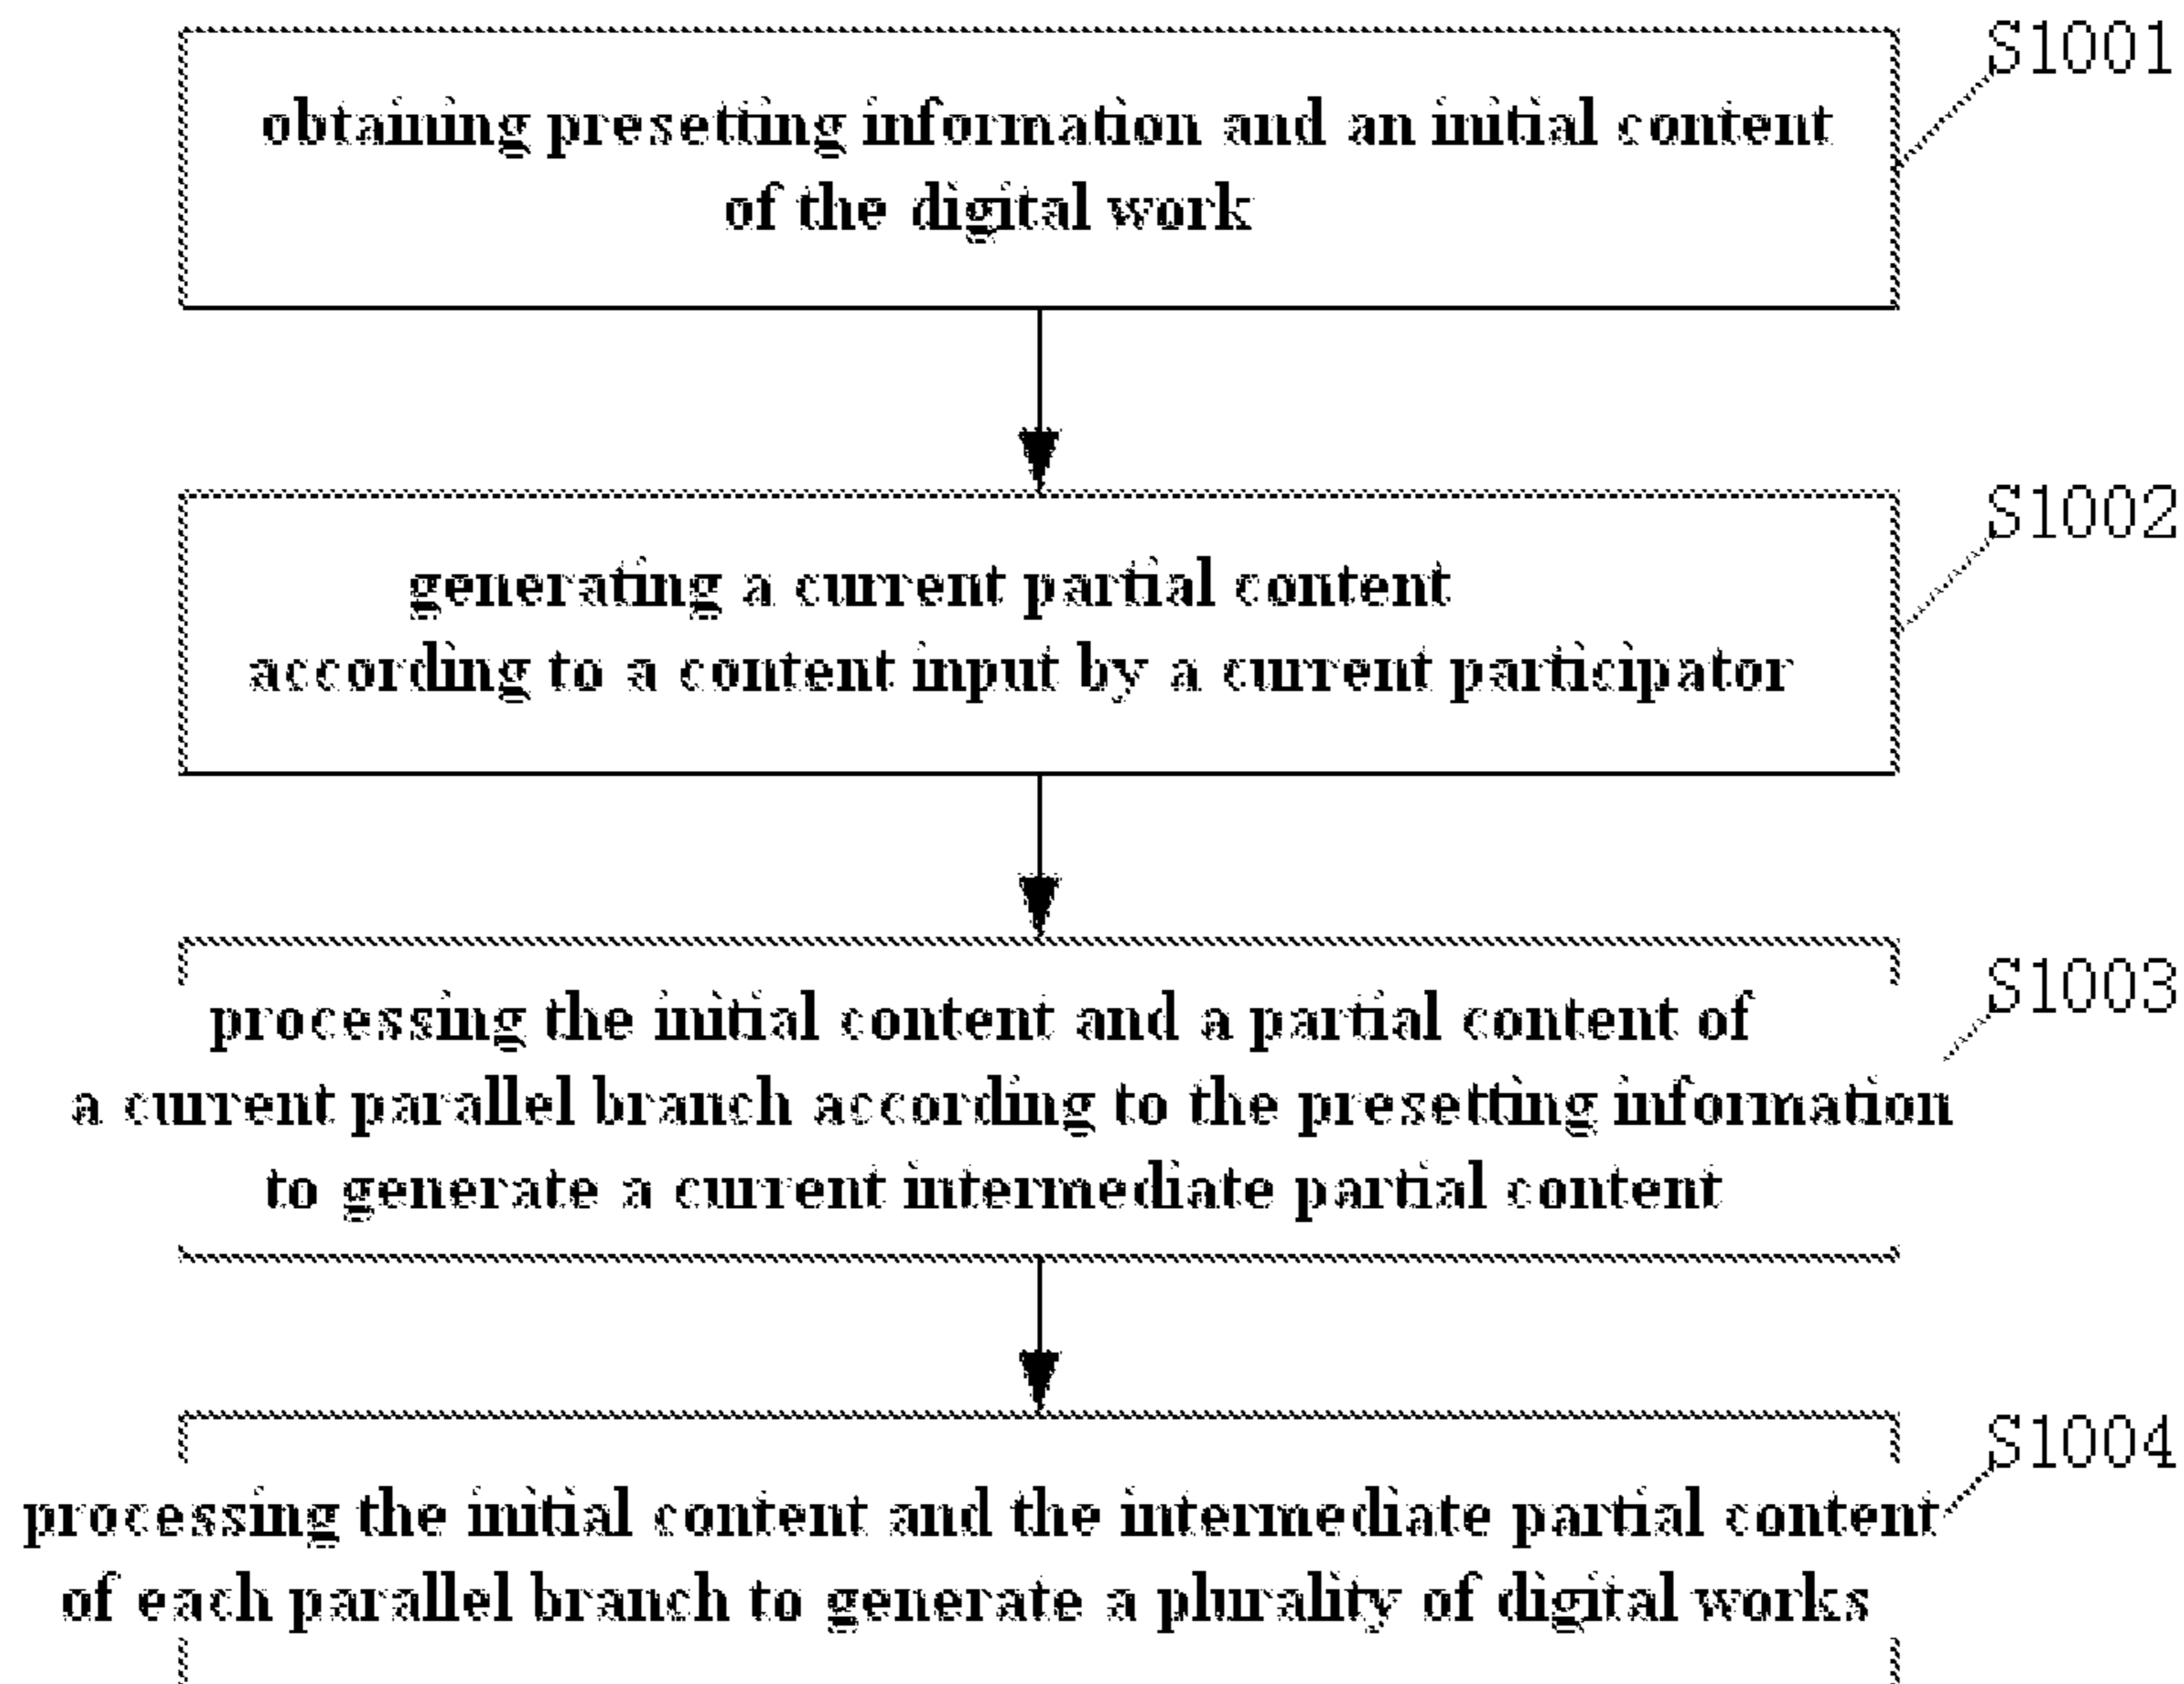 S1001
obtaining presetting information and an initial content
of the digital work
S1002
generating a current partial content
according to a content input by a current participator
S1003
processing the initial content and a partial content of
a current parallel branch according to the presetting information
to generate a current intermediate partial content
S1004
processing the initial content and the intermediate partial content
of each parallel branch to generate a plurality of digital works